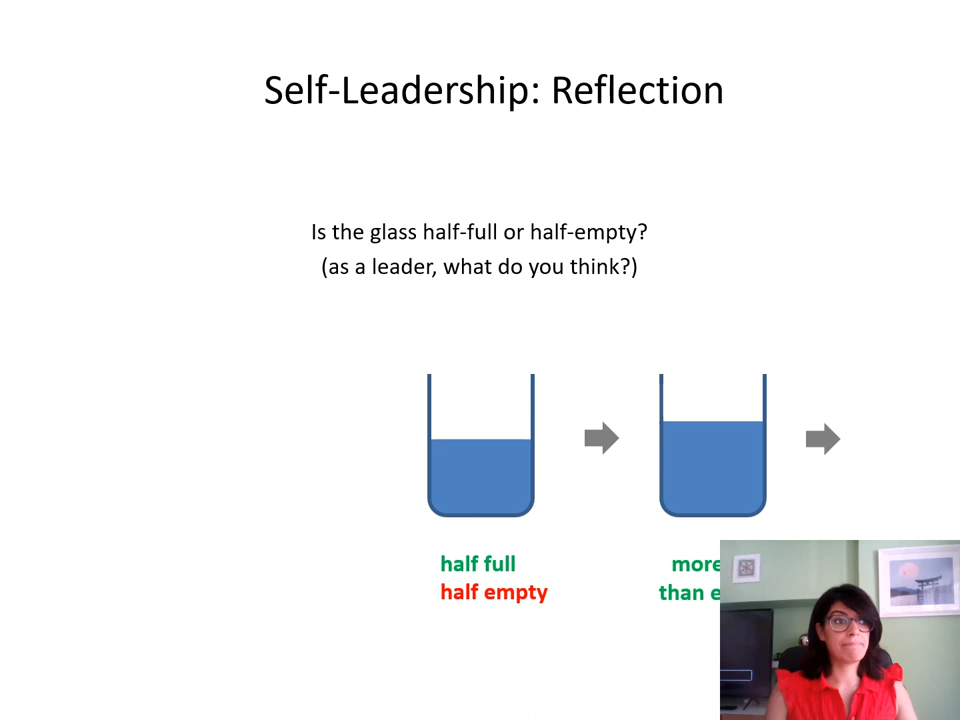 Self-Leadership: Reflection
Is the glass half-full or half-empty?
(as a leader, what do you think?)
half full
half empty
more
than